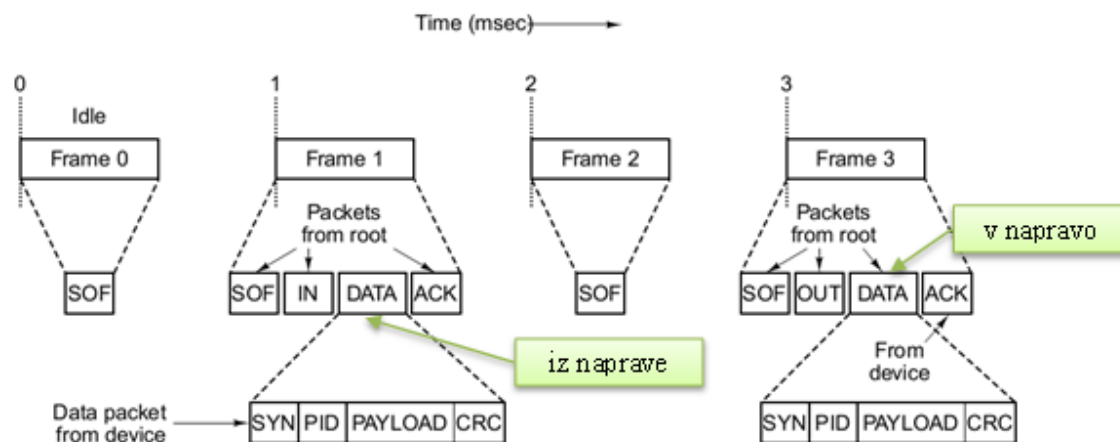 Time (msec)
0
1
2
3
Idle
Frame 0
Frame 1
Frame 2
Frame 3
Packets
from root
Packets
from root
v napravo
SOF
SOF
IN
DATA
ACK
SOF
SOF
OUT
DATA
ACK
iz naprave
From
device
Data packet
from device
SYN
PID
PAYLOAD
CRC
SYN
PID
PAYLOAD
CRC